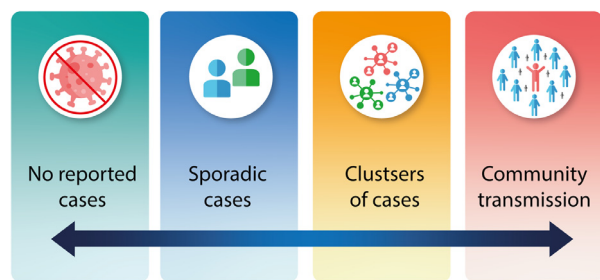 No reported
cases
Sporadic
cases
Clustsers
of cases
Community
transmission